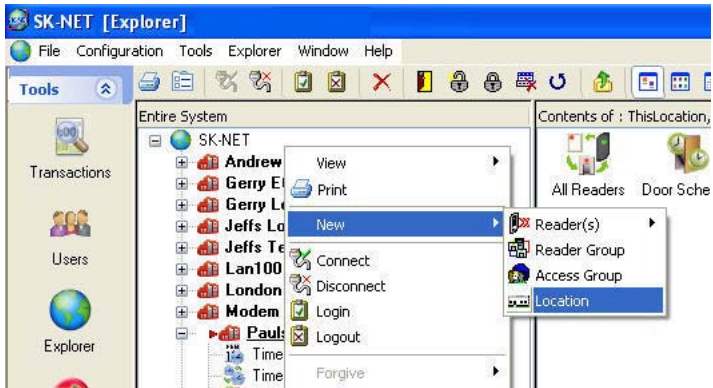 SK-NET [Explorer]
File Configuration Tools Explorer Window Help
Tools
Transactions
Users
Explorer
Entire System
SK-NET
Andrew
Gerry
Gerry
Jeffs
Jeffs
Lan100
London
Modem
Time
Time
View
Print
New
Connect
Disconnect
Login
Logout
Forgive
Reader(s)
Reader Group
Access Group
Location
Contents of : ThisLocation,
All Readers Door